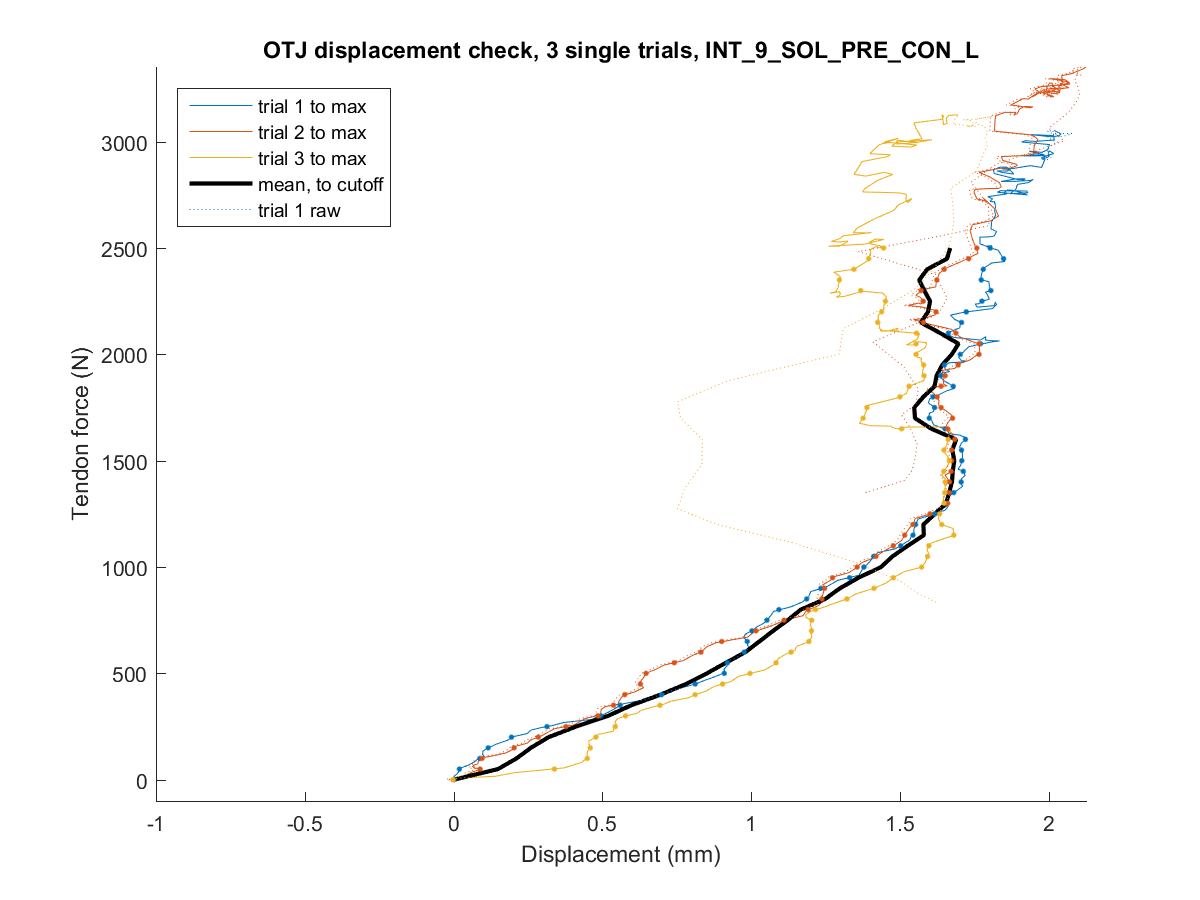 OTJ displacement check, 3 single trials, INT_9_SOL_PRE_CON_L
trial 1 to max
trial 2 to max
trial 3 to max
mean, to cutoff
trial 1 raw
3000
2500
2000
1500
1000
500
0
Tendon force (N)
-1
-0.5
0
0.5
1
1.5
2
Displacement (mm)